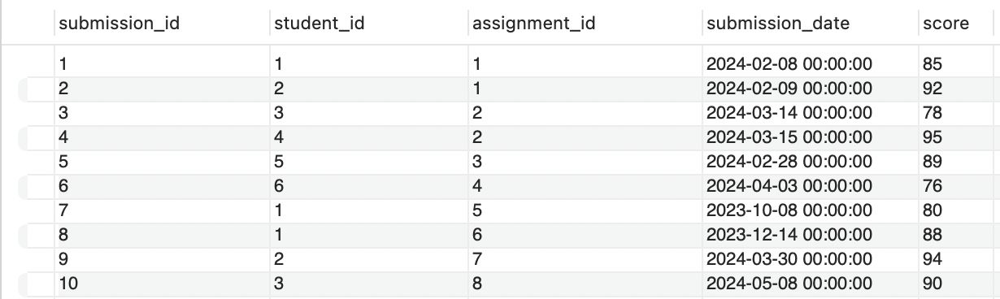 submission_id student_id assignment_id submission_date score
1 1 1 2024-02-08 00:00:00 85
2 2 1 2024-02-09 00:00:00 92
3 3 2 2024-03-14 00:00:00 78
4 4 2 2024-03-15 00:00:00 95
5 5 3 2024-02-28 00:00:00 89
6 6 4 2024-04-03 00:00:00 76
7 1 5 2023-10-08 00:00:00 80
8 1 6 2023-12-14 00:00:00 88
9 2 7 2024-03-30 00:00:00 94
10 3 8 2024-05-08 00:00:00 90